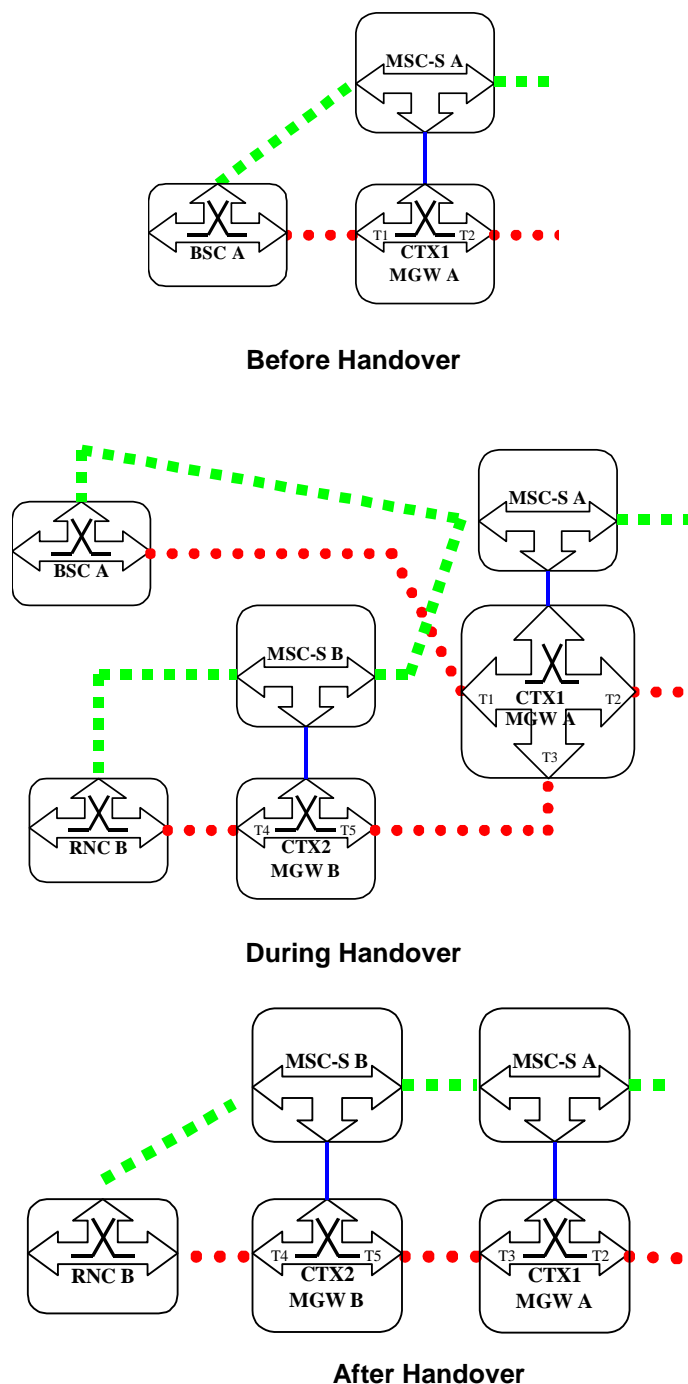 MSC-S A
BSC A
T1
CTX1
T2
MGW A
Before Handover
MSC-S A
BSC A
MSC-S B
T1
CTX1
T2
MGW A
T3
RNC B
T4
CTX2
T5
MGW B
During Handover
MSC-S B
MSC-S A
RNC B
T4
CTX2
T5
MGW B
T3
CTX1
T2
MGW A
After Handover